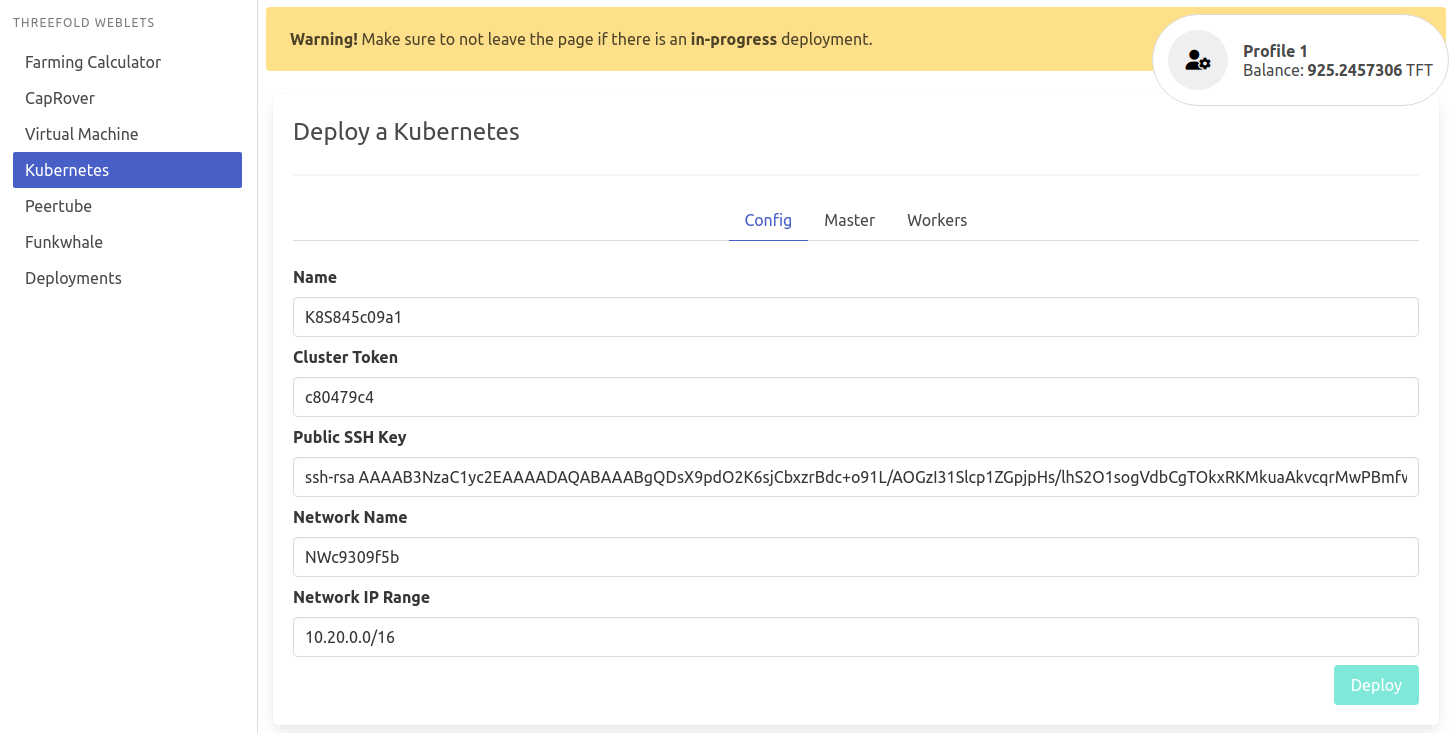 THREEFOLD WEBLETS
Farming Calculator
CapRover
Virtual Machine
Kubernetes
Peertube
Funkwhale
Deployments
Warning! Make sure to not leave the page if there is an in-progress deployment.
Profile 1
Balance: 925.2457306 TFT
Deploy a Kubernetes
Config Master Workers
Name
K8S845c09a1
Cluster Token
c80479c4
Public SSH Key
ssh-rsa AAAAB3NzaC1yc2EAAAADAQABAAABgQDsX9pdO2K6sjCbxzrBdc+o91L/AOGzI31Slcp1ZGpjpHs/lhS2O1sogVdbCgTOkxRKMkuaAkvcqrMwPBmfv
Network Name
NWc9309f5b
Network IP Range
10.20.0.0/16
Deploy